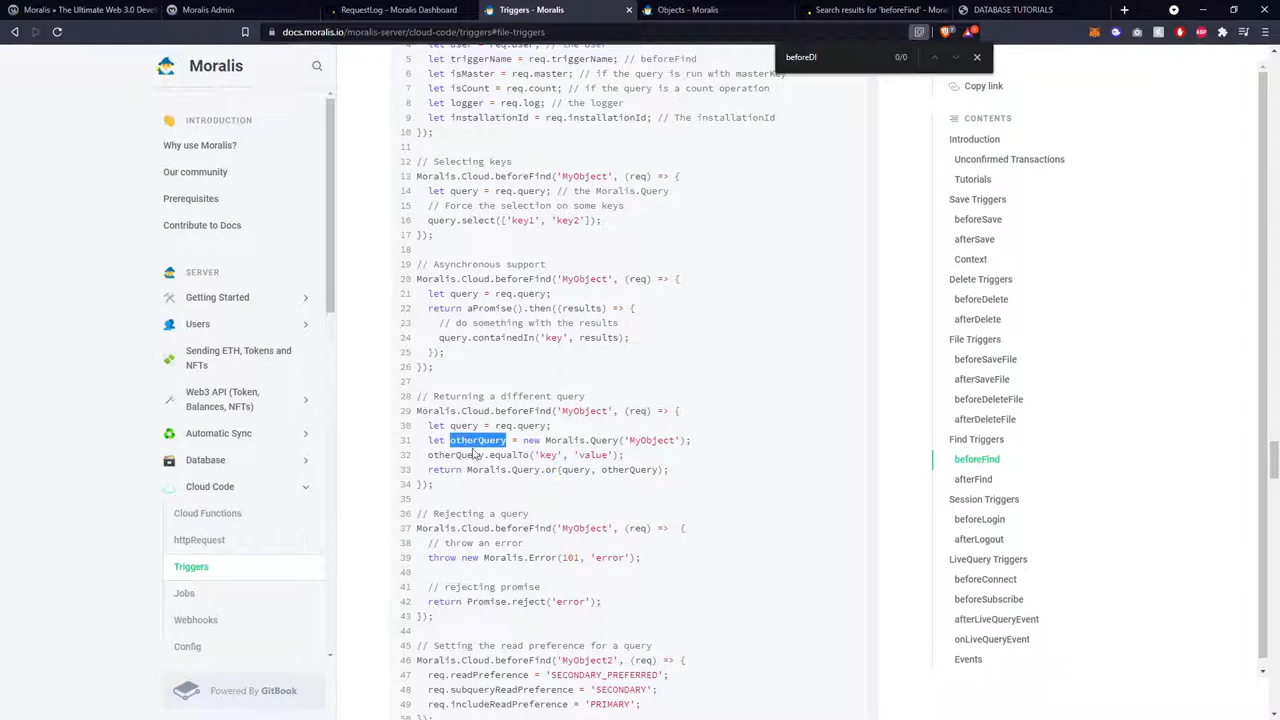 Moralis » The Ultimate Web 3.0 Devel
Moralis Admin
RequestLog - Moralis Dashboard
Triggers - Moralis
Objects - Moralis
Search results for 'beforeFind' - Mo
DATABASE TUTORIALS
docs.moralis.io/moralis-server/cloud-code/triggers#file-triggers
beforeDl
0/0
Moralis
INTRODUCTION
Why use Moralis?
Our community
Prerequisites
Contribute to Docs
SERVER
Getting Started
Users
Sending ETH, Tokens and
NFTs
Web3 API (Token,
Balances, NFTs)
Automatic Sync
Database
Cloud Code
Cloud Functions
httpRequest
Triggers
Jobs
Webhooks
Config
Powered By GitBook
4 let user = req.user; // the user
5 let triggerName = req.triggerName; // beforeFind
6 let isMaster = req.master; // if the query is run with masterKey
7 let isCount = req.count; // if the query is a count operation
8 let logger = req.log; // the logger
9 let installationId = req.installationId; // The installationId
10 });
11
12 // Selecting keys
13 Moralis.Cloud.beforeFind('MyObject', (req) => {
14 let query = req.query; // the Moralis.Query
15 // Force the selection on some keys
16 query.select(['key1', 'key2']);
17 });
18
19 // Asynchronous support
20 Moralis.Cloud.beforeFind('MyObject', (req) => {
21 let query = req.query;
22 return aPromise().then((results) => {
23 // do something with the results
24 query.containedIn('key', results);
25 });
26 });
27
28 // Returning a different query
29 Moralis.Cloud.beforeFind('MyObject', (req) => {
30 let query = req.query;
31 let otherQuery = new Moralis.Query('MyObject');
32 otherQuery.equalTo('key', 'value');
33 return Moralis.Query.or(query, otherQuery);
34 });
35
36 // Rejecting a query
37 Moralis.Cloud.beforeFind('MyObject', (req) => {
38 // throw an error
39 throw new Moralis.Error(101, 'error');
40
41 // rejecting promise
42 return Promise.reject('error');
43 });
44
45 // Setting the read preference for a query
46 Moralis.Cloud.beforeFind('MyObject2', (req) => {
47 req.readPreference = 'SECONDARY_PREFERRED';
48 req.subqueryReadPreference = 'SECONDARY';
49 req.includeReadPreference = 'PRIMARY';
50 });
Copy link
CONTENTS
Introduction
Unconfirmed Transactions
Tutorials
Save Triggers
beforeSave
afterSave
Context
Delete Triggers
beforeDelete
afterDelete
File Triggers
beforeSaveFile
afterSaveFile
beforeDeleteFile
afterDeleteFile
Find Triggers
beforeFind
afterFind
Session Triggers
beforeLogin
afterLogout
LiveQuery Triggers
beforeConnect
beforeSubscribe
afterLiveQueryEvent
onLiveQueryEvent
Events